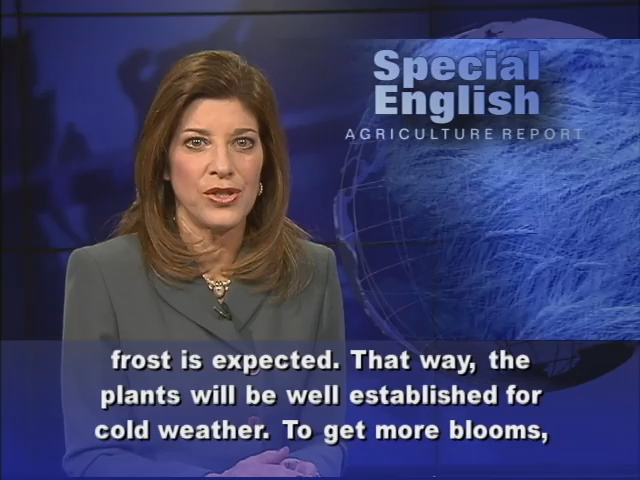 Special
English
AGRICULTURE REPORT
frost is expected. That way, the
plants will be well established for
cold weather. To get more blooms,